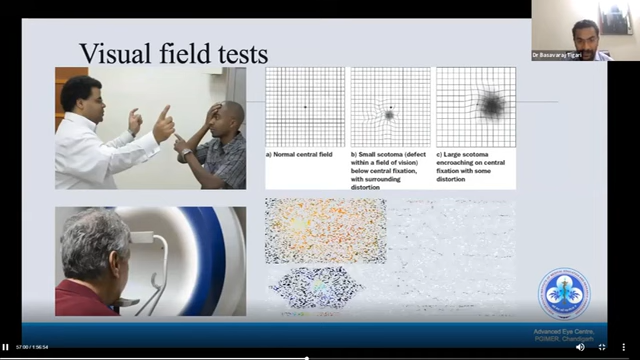 Dr.Basavaraj Tigari
Visual field tests
a) Normal central field
b) Small scotoma (defect
within a field of vision)
below central fixation,
with surrounding
distortion
c) Large scotoma
encroaching on central
fixation with some
distortion
Advanced Eye Centre,
PGIMER, Chandigarh
57:00 / 1:56:54